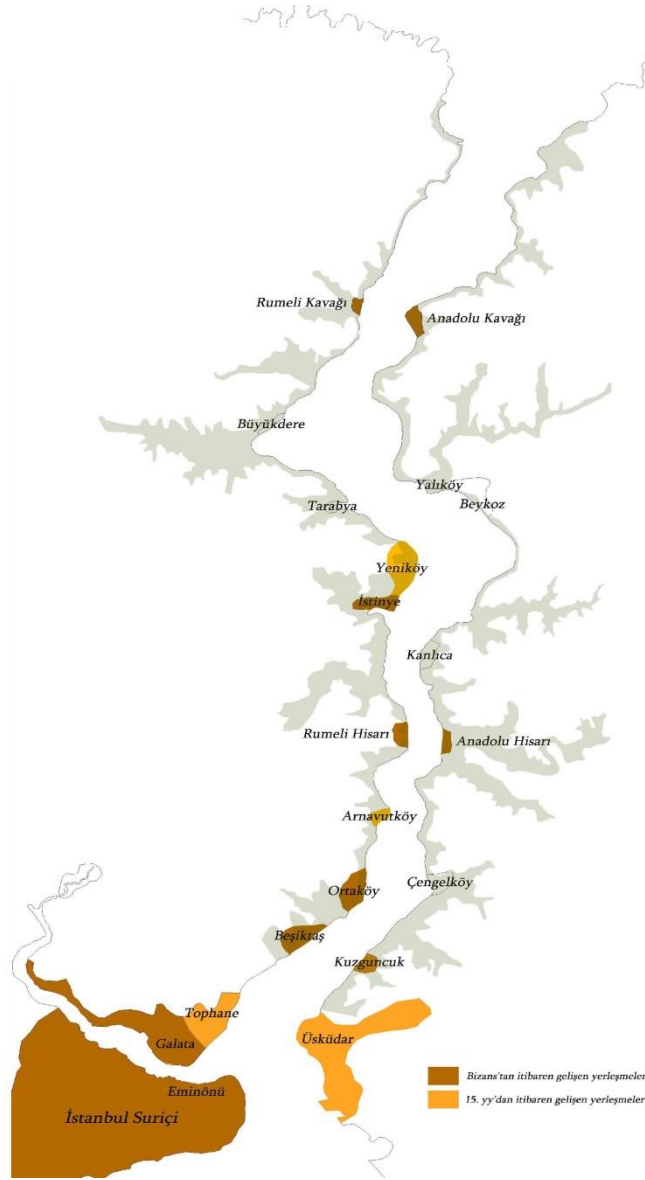 Rumeli Kavağı
Anadolu Kavağı
Büyükdere
Yalıköy
Tarabya
Beykoz
Yeniköy
İstinye
Kanlıca
Rumeli Hisarı
Anadolu Hisarı
Arnavutköy
Ortaköy
Çengelköy
Beşiktaş
Kuzguncuk
Tophane
Galata
Üsküdar
Eminönü
İstanbul Suriçi
Bizans'tan itibaren gelişen yerleşmeler
15. yy'dan itibaren gelişen yerleşmeler